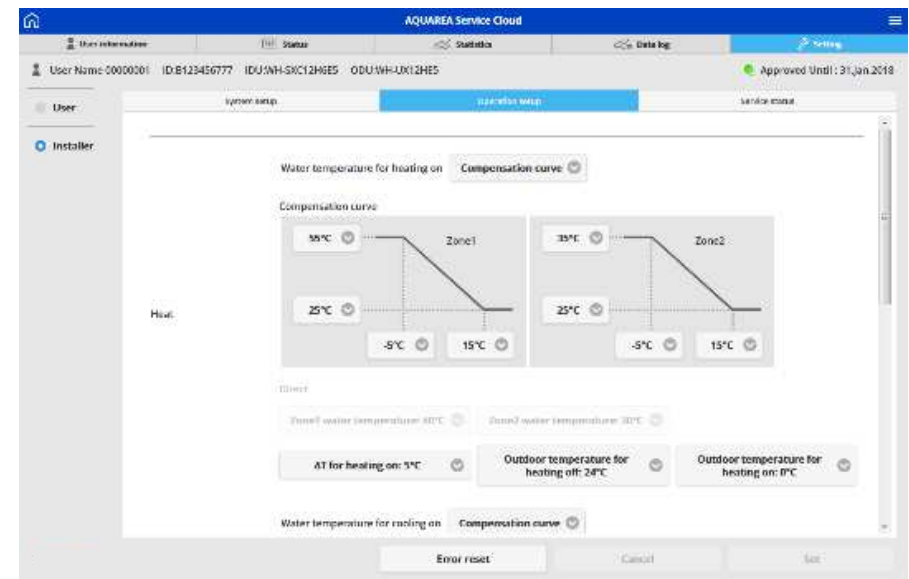 AQUAREA Service Cloud
User information
Status
Statistics
Data log
Setting
User Name 00000001 ID:B123456777 IDU:WH-SXC12H6E5 ODU:WH-UX12HE5
Approved Until : 31.Jan.2018
User
System setup
Operation setup
Service status
Installer
Water temperature for heating on Compensation curve
Compensation curve
55°C
Zone1
35°C
Zone2
25°C
25°C
Heat
-5°C
15°C
-5°C
15°C
Direct
Zone1 water temperature:
Zone2 water temperature:
ΔT for heating on: 5°C
Outdoor temperature for
heating off: 24°C
Outdoor temperature for
heating on: 0°C
Water temperature for cooling on Compensation curve
Error reset
Cancel
Set